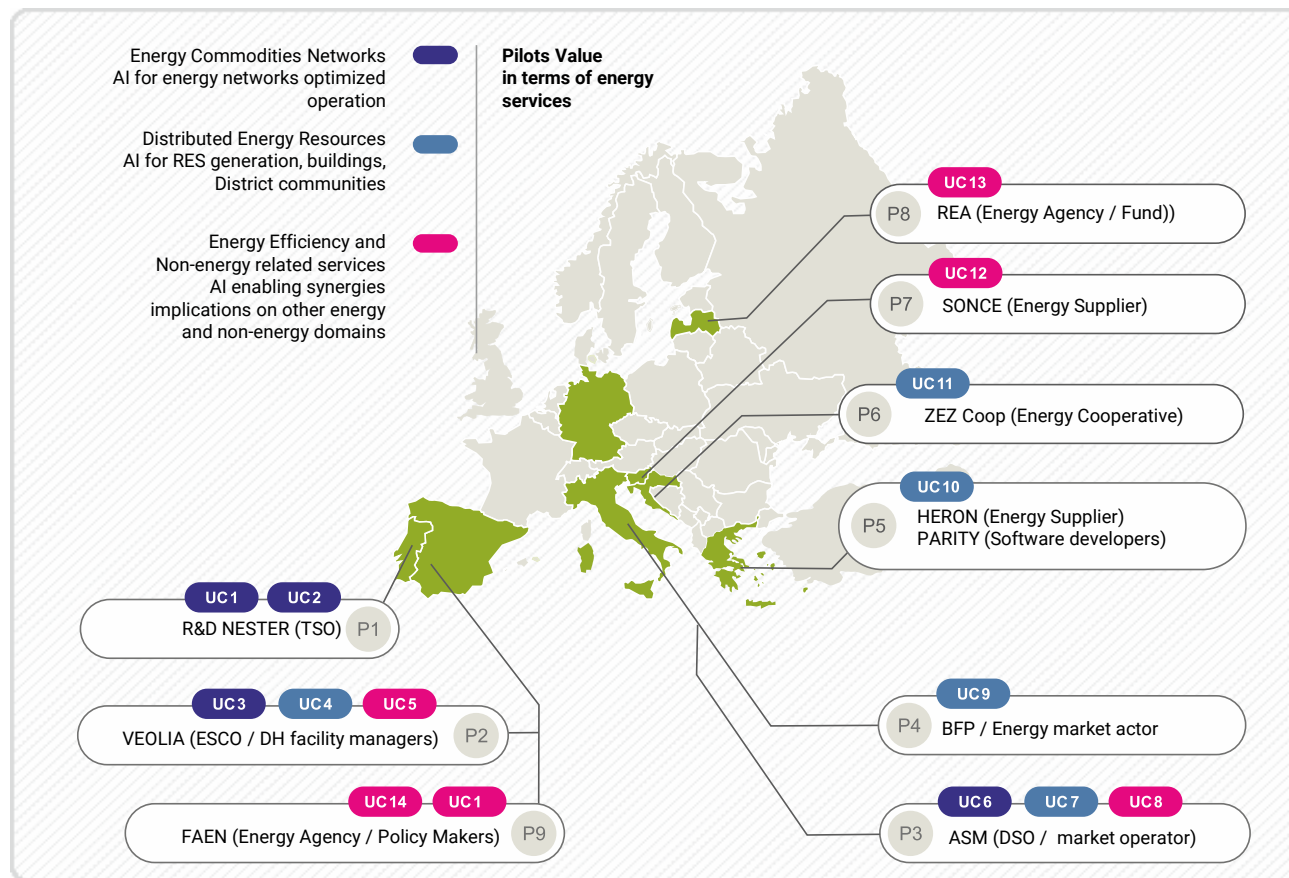 Energy Commodities Networks
AI for energy networks optimized
operation
Distributed Energy Resources
AI for RES generation, buildings,
District communities
Energy Efficiency and
Non-energy related services
AI enabling synergies
implications on other energy
and non-energy domains
Pilots Value
in terms of energy
services
UC13
P8
REA (Energy Agency / Fund))
UC12
P7
SONCE (Energy Supplier)
UC11
P6
ZEZ Coop (Energy Cooperative)
UC10
P5
HERON (Energy Supplier)
PARITY (Software developers)
UC1 UC2
R&D NESTER (TSO) P1
UC3 UC4 UC5
VEOLIA (ESCO / DH facility managers) P2
UC14 UC1
FAEN (Energy Agency / Policy Makers) P9
UC9
P4
BFP / Energy market actor
UC6 UC7 UC8
P3
ASM (DSO / market operator)